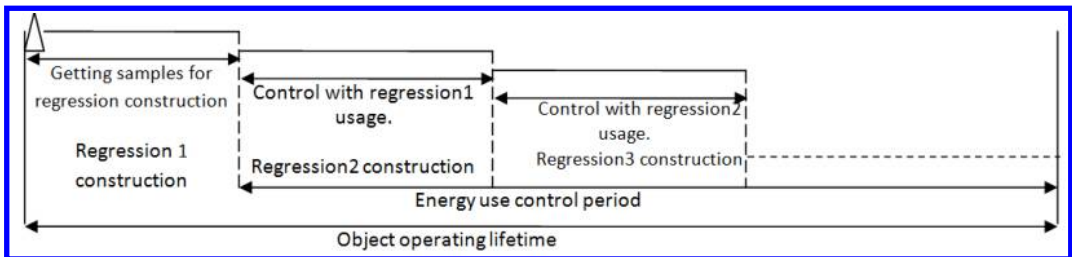 Getting samples for
regression construction
Regression 1
construction
Control with regression1
usage.
Regression2 construction
Control with regression2
usage.
Regression3 construction
Energy use control period
Object operating lifetime